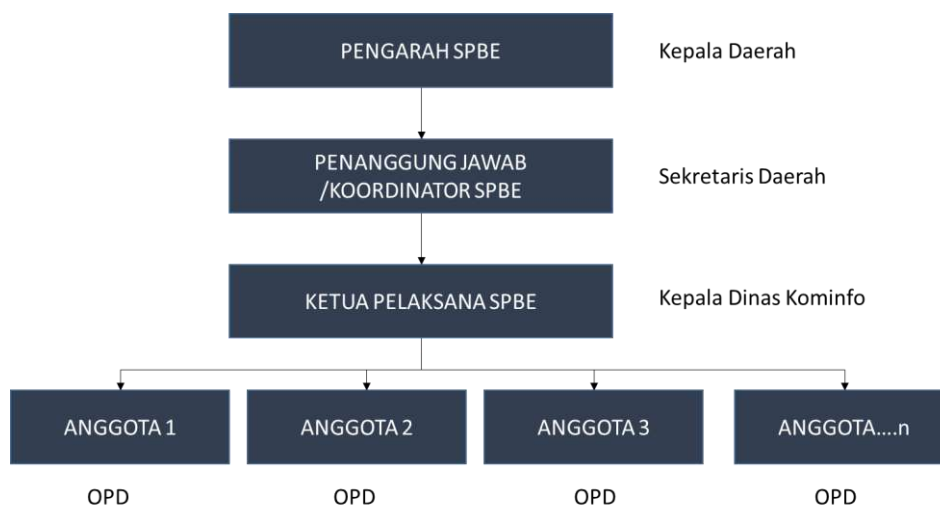 PENGARAH SPBE
Kepala Daerah
PENANGGUNG JAWAB
/KOORDINATOR SPBE
Sekretaris Daerah
KETUA PELAKSANA SPBE
Kepala Dinas Kominfo
ANGGOTA 1
ANGGOTA 2
ANGGOTA 3
ANGGOTA....n
OPD
OPD
OPD
OPD